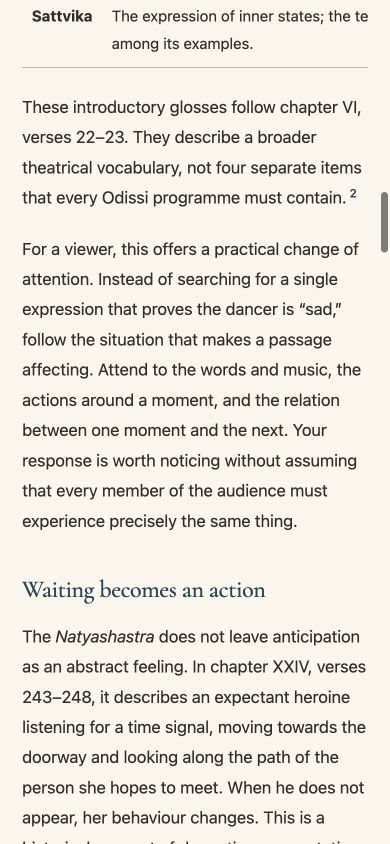 Sattvika The expression of inner states; the te
among its examples.
These introductory glosses follow chapter VI,
verses 22–23. They describe a broader
theatrical vocabulary, not four separate items
that every Odissi programme must contain. 2
For a viewer, this offers a practical change of
attention. Instead of searching for a single
expression that proves the dancer is “sad,”
follow the situation that makes a passage
affecting. Attend to the words and music, the
actions around a moment, and the relation
between one moment and the next. Your
response is worth noticing without assuming
that every member of the audience must
experience precisely the same thing.
Waiting becomes an action
The Natyashastra does not leave anticipation
as an abstract feeling. In chapter XXIV, verses
243–248, it describes an expectant heroine
listening for a time signal, moving towards the
doorway and looking along the path of the
person she hopes to meet. When he does not
appear, her behaviour changes. This is a